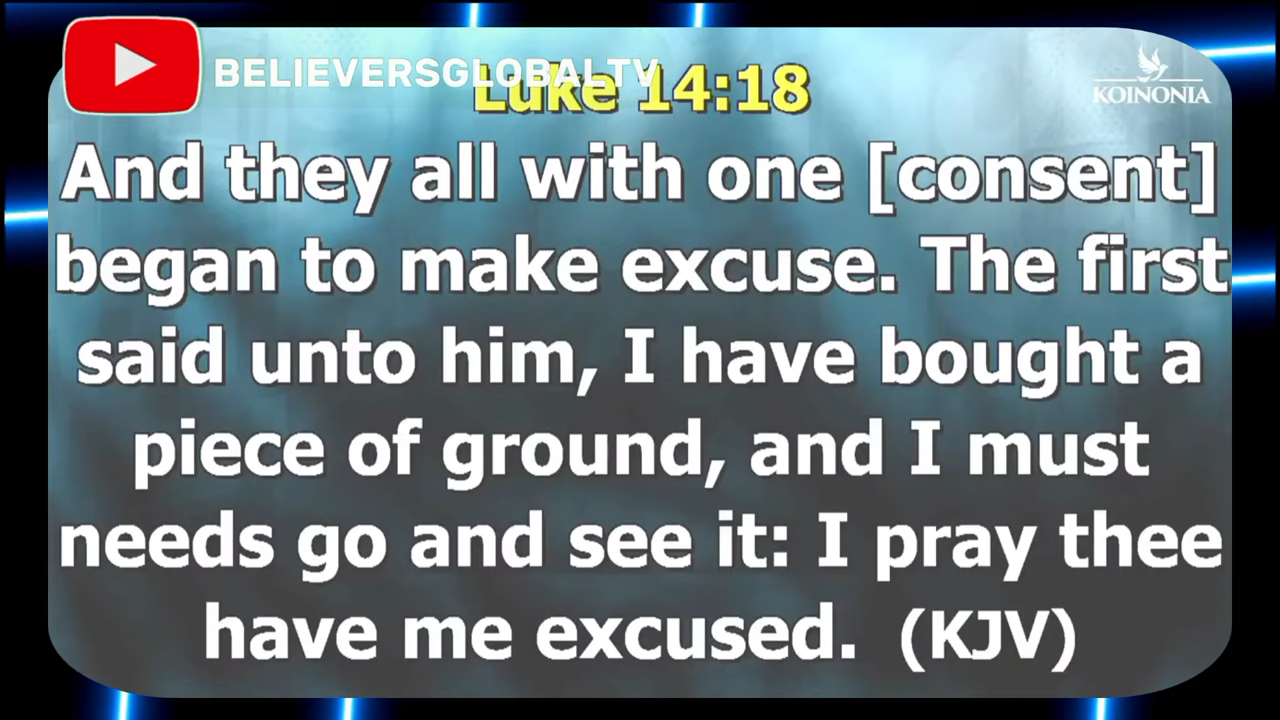 BELIEVERSGLOBALTV
KOINONIA
Luke 14:18
And they all with one [consent]
began to make excuse. The first
said unto him, I have bought a
piece of ground, and I must
needs go and see it: I pray thee
have me excused. (KJV)